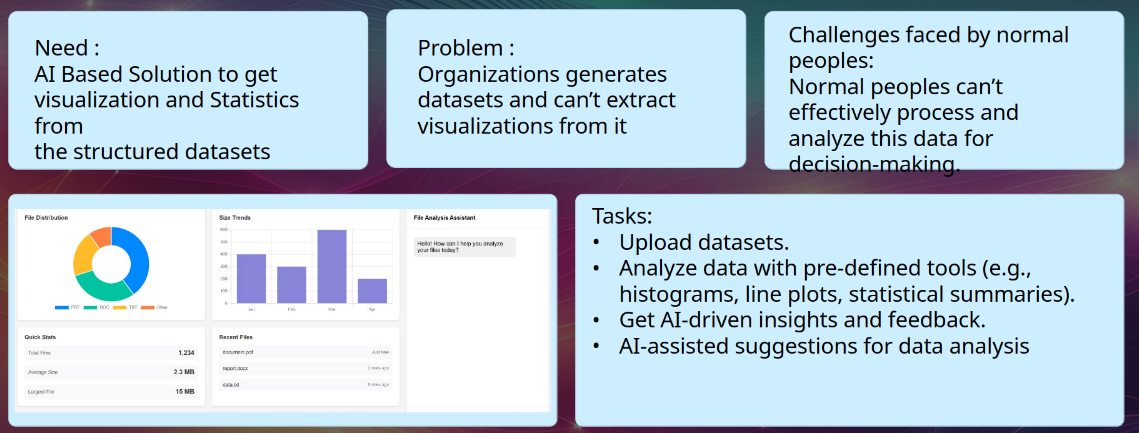 Need :
AI Based Solution to get
visualization and Statistics
from
the structured datasets
Problem :
Organizations generates
datasets and can’t extract
visualizations from it
Challenges faced by normal
peoples:
Normal peoples can’t
effectively process and
analyze this data for
decision-making.
File Distribution
PDF DOC TXT Other
Size Trends
600
500
400
300
200
100
0
Jan Feb Mar Apr
File Analysis Assistant
Hello! How can I help you analyze
your files today?
Quick Stats
Total Files 1,234
Average Size 2.3 MB
Largest File 15 MB
Recent Files
document.pdf Just now
report.docx 2 mins ago
data.txt 5 mins ago
Tasks:
• Upload datasets.
• Analyze data with pre-defined tools (e.g.,
histograms, line plots, statistical summaries).
• Get AI-driven insights and feedback.
• AI-assisted suggestions for data analysis